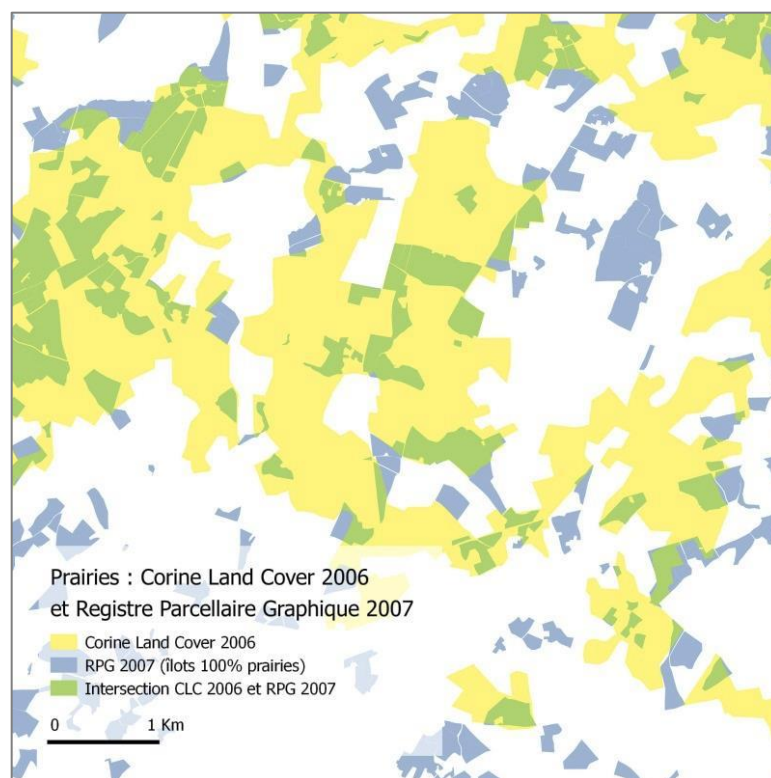 Prairies : Corine Land Cover 2006
et Registre Parcellaire Graphique 2007
Corine Land Cover 2006
RPG 2007 (îlots 100% prairies)
Intersection CLC 2006 et RPG 2007
0 1 Km